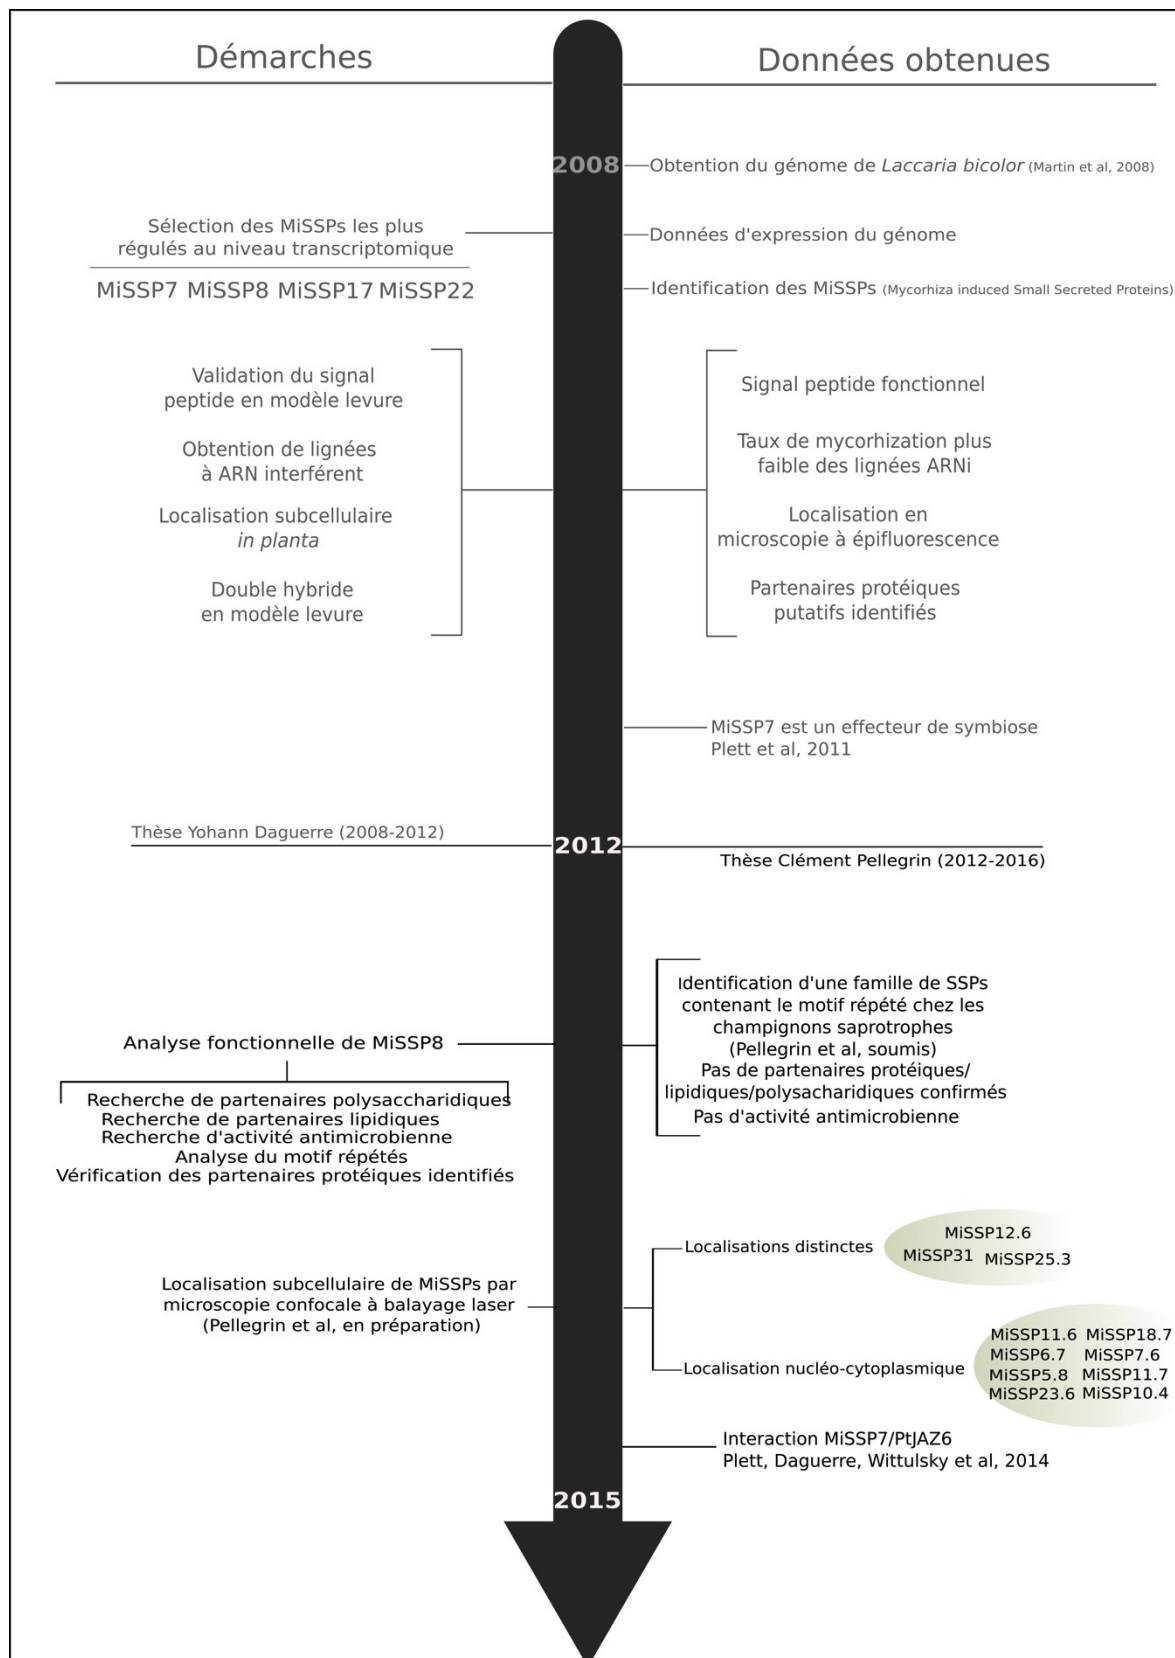 Démarches
Données obtenues
2008
Obtention du génome de Laccaria bicolor (Martin et al, 2008)
Sélection des MiSSPs les plus
régulés au niveau transcriptomique
Données d'expression du génome
MiSSP7 MiSSP8 MiSSP17 MiSSP22
Identification des MiSSPs (Mycorhiza induced Small Secreted Proteins)
Validation du signal
peptide en modèle levure
Obtention de lignées
à ARN interférent
Localisation subcellulaire
in planta
Double hybride
en modèle levure
Signal peptide fonctionnel
Taux de mycorhization plus
faible des lignées ARNi
Localisation en
microscopie à épifluorescence
Partenaires protéiques
putatifs identifiés
MiSSP7 est un effecteur de symbiose
Plett et al, 2011
Thèse Yohann Daguerre (2008-2012)
2012
Thèse Clément Pellegrin (2012-2016)
Analyse fonctionnelle de MiSSP8
Recherche de partenaires polysaccharidiques
Recherche de partenaires lipidiques
Recherche d'activité antimicrobienne
Analyse du motif répétés
Vérification des partenaires protéiques identifiés
Identification d'une famille de SSPs
contenant le motif répété chez les
champignons saprotrophes
(Pellegrin et al, soumis)
Pas de partenaires protéiques/
lipidiques/polysacharidiques confirmés
Pas d'activité antimicrobienne
Localisation subcellulaire de MiSSPs par
microscopie confocale à balayage laser
(Pellegrin et al, en préparation)
Localisations distinctes
MiSSP12.6
MiSSP31 MiSSP25.3
Localisation nucléo-cytoplasmique
MiSSP11.6 MiSSP18.7
MiSSP6.7 MiSSP7.6
MiSSP5.8 MiSSP11.7
MiSSP23.6 MiSSP10.4
Interaction MiSSP7/PtJAZ6
Plett, Daguerre, Wittulsky et al, 2014
2015